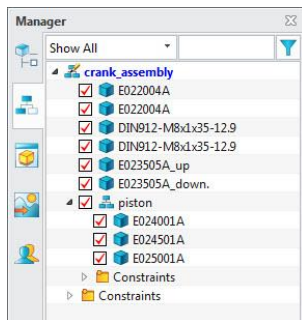 Manager
Show All
crank_assembly
E022004A
E022004A
DIN912-M8x1x35-12.9
DIN912-M8x1x35-12.9
E023505A_up
E023505A_down.
piston
E024001A
E024501A
E025001A
Constraints
Constraints